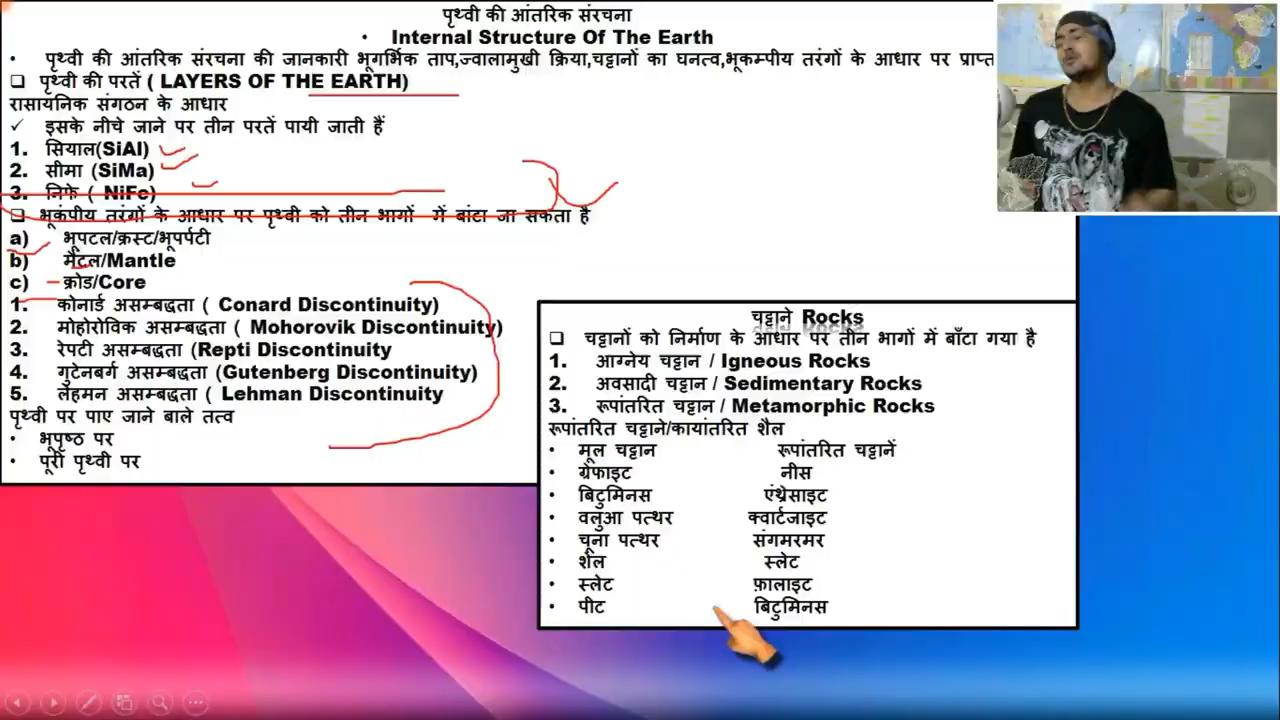 पृथ्वी की आंतरिक संरचना
• Internal Structure Of The Earth
• पृथ्वी की आंतरिक संरचना की जानकारी भूगर्भिक ताप,ज्वालामुखी क्रिया,चट्टानों का घनत्व,भूकम्पीय तरंगों के आधार पर प्राप्त
❑ पृथ्वी की परतें ( LAYERS OF THE EARTH)
रासायनिक संगठन के आधार
✓ इसके नीचे जाने पर तीन परतें पायी जाती हैं
1. सियाल(SiAl)
2. सीमा (SiMa)
3. निफे ( NiFe)
❑ भूकंपीय तरंगों के आधार पर पृथ्वी को तीन भागों में बांटा जा सकता है
a) भूपटल/क्रस्ट/भूपर्पटी
b) मैंटल/Mantle
c) क्रोड/Core
1. कोनार्ड असम्बद्धता ( Conard Discontinuity)
2. मोहोरोविक असम्बद्धता ( Mohorovik Discontinuity)
3. रेपटी असम्बद्धता (Repti Discontinuity
4. गुटेनबर्ग असम्बद्धता (Gutenberg Discontinuity)
5. लेहमन असम्बद्धता ( Lehman Discontinuity
पृथ्वी पर पाए जाने बाले तत्व
• भूपृष्ठ पर
• पूरी पृथ्वी पर
चट्टाने Rocks
❑ चट्टानों को निर्माण के आधार पर तीन भागों में बाँटा गया है
1. आग्नेय चट्टान / Igneous Rocks
2. अवसादी चट्टान / Sedimentary Rocks
3. रूपांतरित चट्टान / Metamorphic Rocks
रूपांतरित चट्टाने/कायांतरित शैल
• मूल चट्टान रूपांतरित चट्टानें
• ग्रेफाइट नीस
• बिटुमिनस एंथ्रेसाइट
• वलुआ पत्थर क्वार्टजाइट
• चूना पत्थर संगमरमर
• शैल स्लेट
• स्लेट फ़ालाइट
• पीट बिटुमिनस